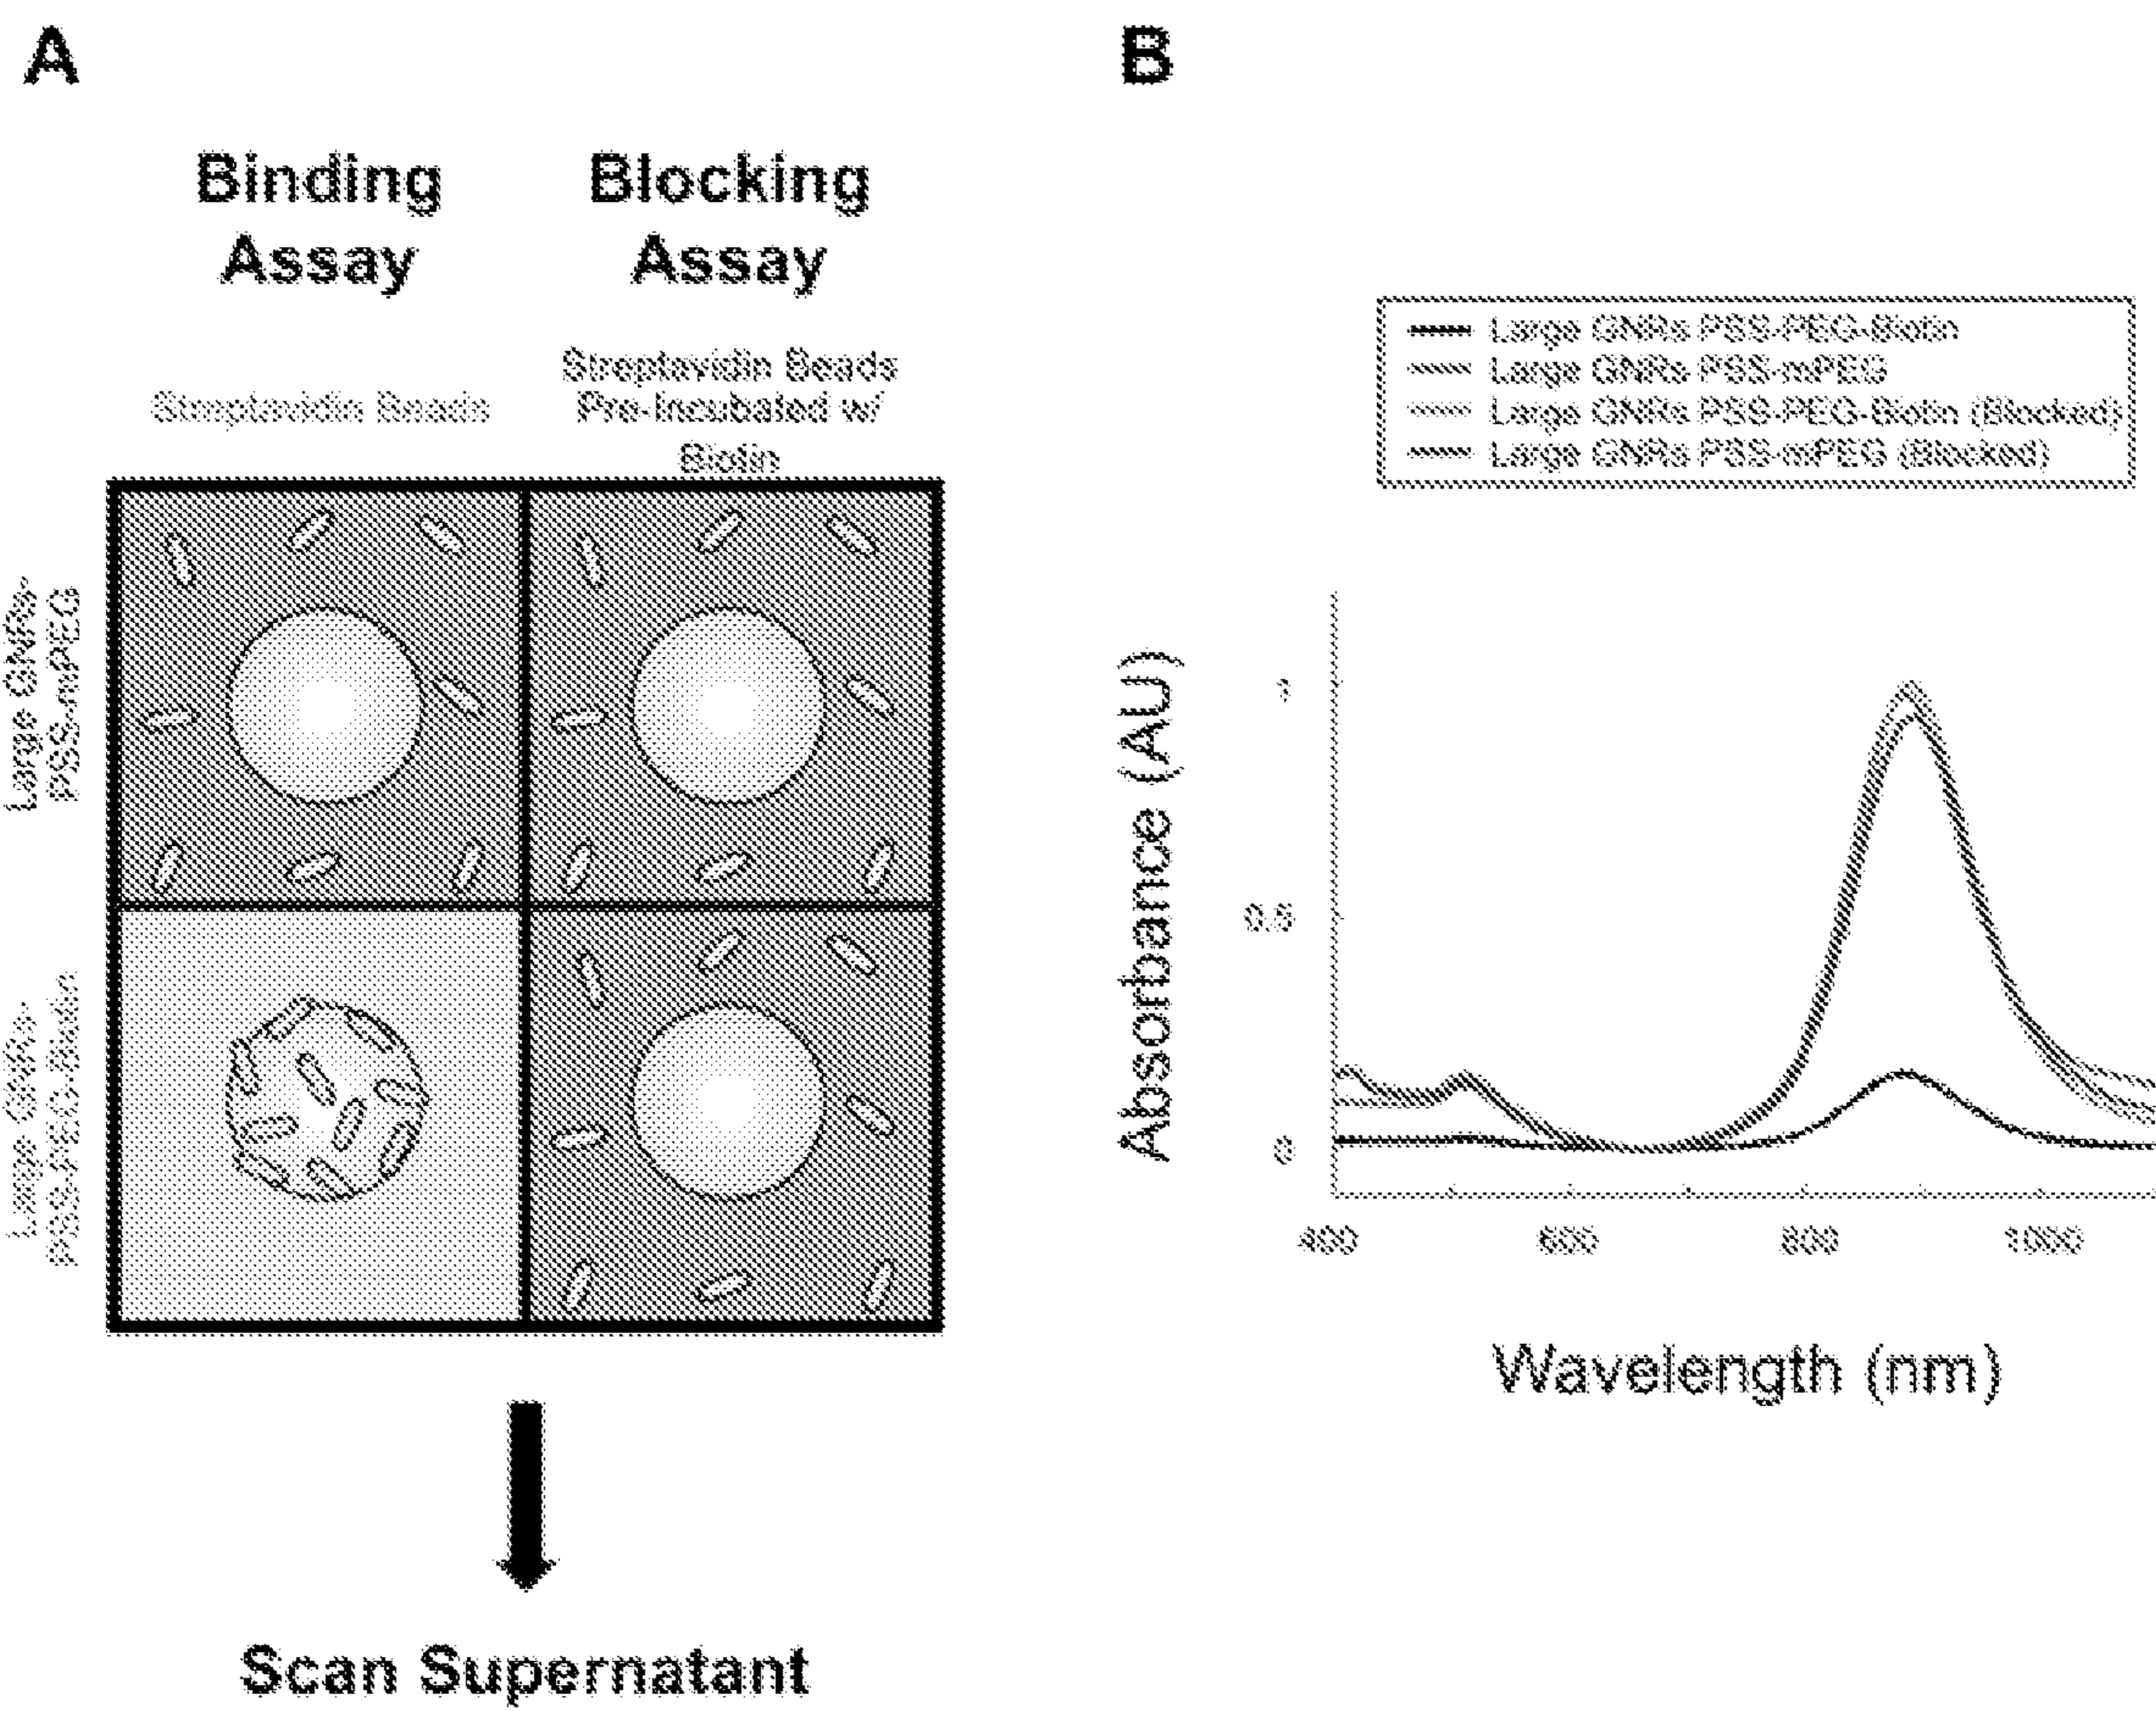 A
Binding
Assay
Blocking
Assay
Streptavidin Beads
Streptavidin Beads
Pre-Incubated w/
Biotin
Large GNRs-
PSS-mPEG
Large GNRs-
PSS-PEG-Biotin
Scan Supernatant
B
Large GNRs PSS-PEG-Biotin
Large GNRs PSS-mPEG
Large GNRs PSS-PEG-Biotin (Blocked)
Large GNRs PSS-mPEG (Blocked)
Absorbance (AU)
1
0.5
0
400 600 800 1000
Wavelength (nm)